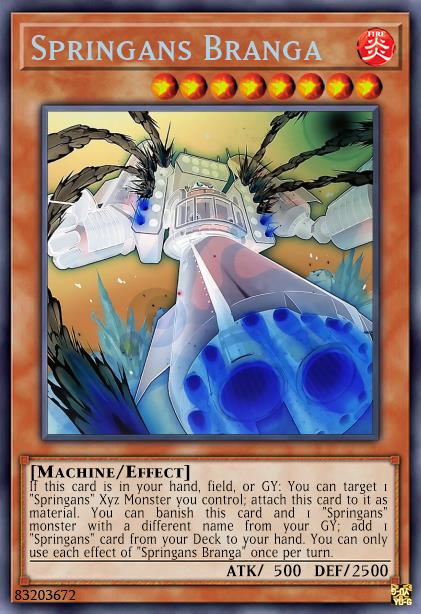 Springans Branga
FIRE
炎
[Machine/Effect]
If this card is in your hand, field, or GY: You can target 1
"Springans" Xyz Monster you control; attach this card to it as
material. You can banish this card and 1 "Springans"
monster with a different name from your GY; add 1
"Springans" card from your Deck to your hand. You can only
use each effect of "Springans Branga" once per turn.
ATK/ 500 DEF/2500
83203672